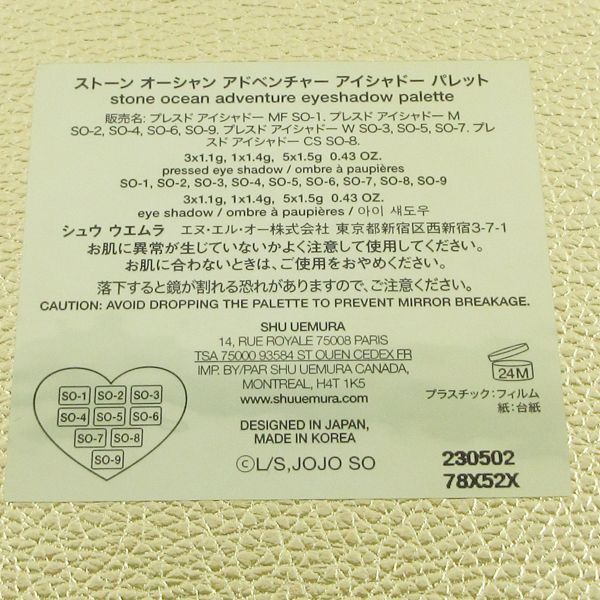 ストーン オーシャン アドベンチャー アイシャドー パレット
stone ocean adventure eyeshadow palette
販売名: プレスド アイシャドー MF SO-1. プレスド アイシャドー M
SO-2, SO-4, SO-6, SO-9. プレスド アイシャドー W SO-3, SO-5, SO-7. プレ
スド アイシャドー CS SO-8.
3x1.1g, 1x1.4g, 5x1.5g 0.43 OZ.
pressed eye shadow / ombre à paupières
SO-1, SO-2, SO-3, SO-4, SO-5, SO-6, SO-7, SO-8, SO-9
3x1.1g, 1x1.4g, 5x1.5g 0.43 OZ.
eye shadow / ombre à paupières / 아이 섀도우
シュウ ウエムラ エヌ・エル・オー株式会社 東京都新宿区西新宿3-7-1
お肌に異常が生じていないかよく注意して使用してください。
お肌に合わないときは、ご使用をおやめください。
落下すると鏡が割れる恐れがありますので、ご注意ください。
CAUTION: AVOID DROPPING THE PALETTE TO PREVENT MIRROR BREAKAGE.
SHU UEMURA
14, RUE ROYALE 75008 PARIS
TSA 75000 93584 ST OUEN CEDEX FR
IMP. BY/PAR SHU UEMURA CANADA,
MONTREAL, H4T 1K5
www.shuuemura.com
DESIGNED IN JAPAN,
MADE IN KOREA
©L/S,JOJO SO
SO-1 SO-2 SO-3
SO-4 SO-5 SO-6
SO-7 SO-8
SO-9
24M
プラスチック:フィルム
紙:台紙
230502
78X52X